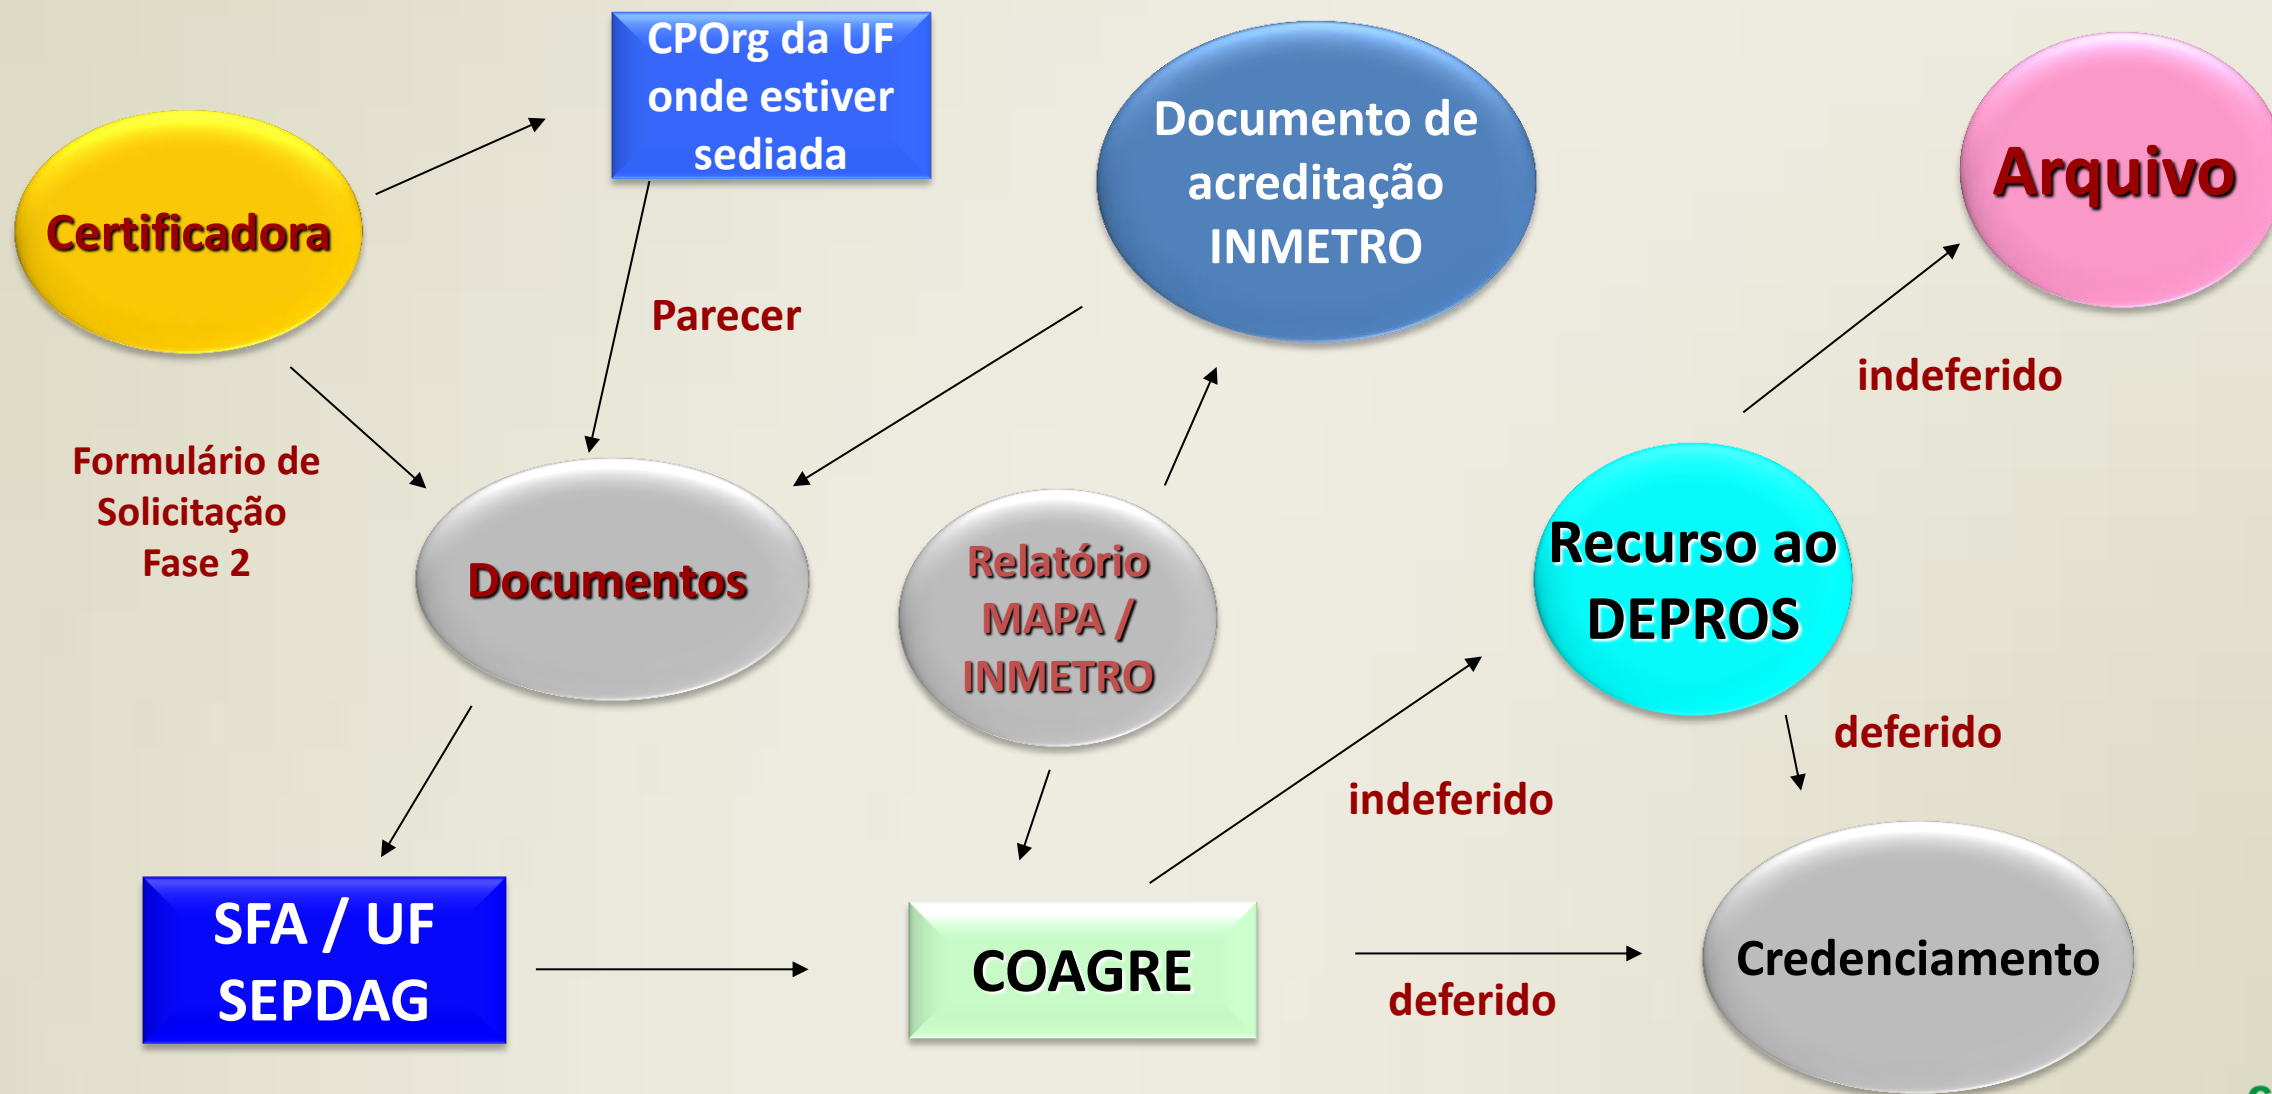 CPOrg da UF
onde estiver
sediada
Documento de
acreditação
INMETRO
Arquivo
Certificadora
Parecer
indeferido
Formulário de
Solicitação
Fase 2
Documentos
Relatório
MAPA /
INMETRO
Recurso ao
DEPROS
deferido
indeferido
SFA / UF
SEPDAG
COAGRE
deferido
Credenciamento